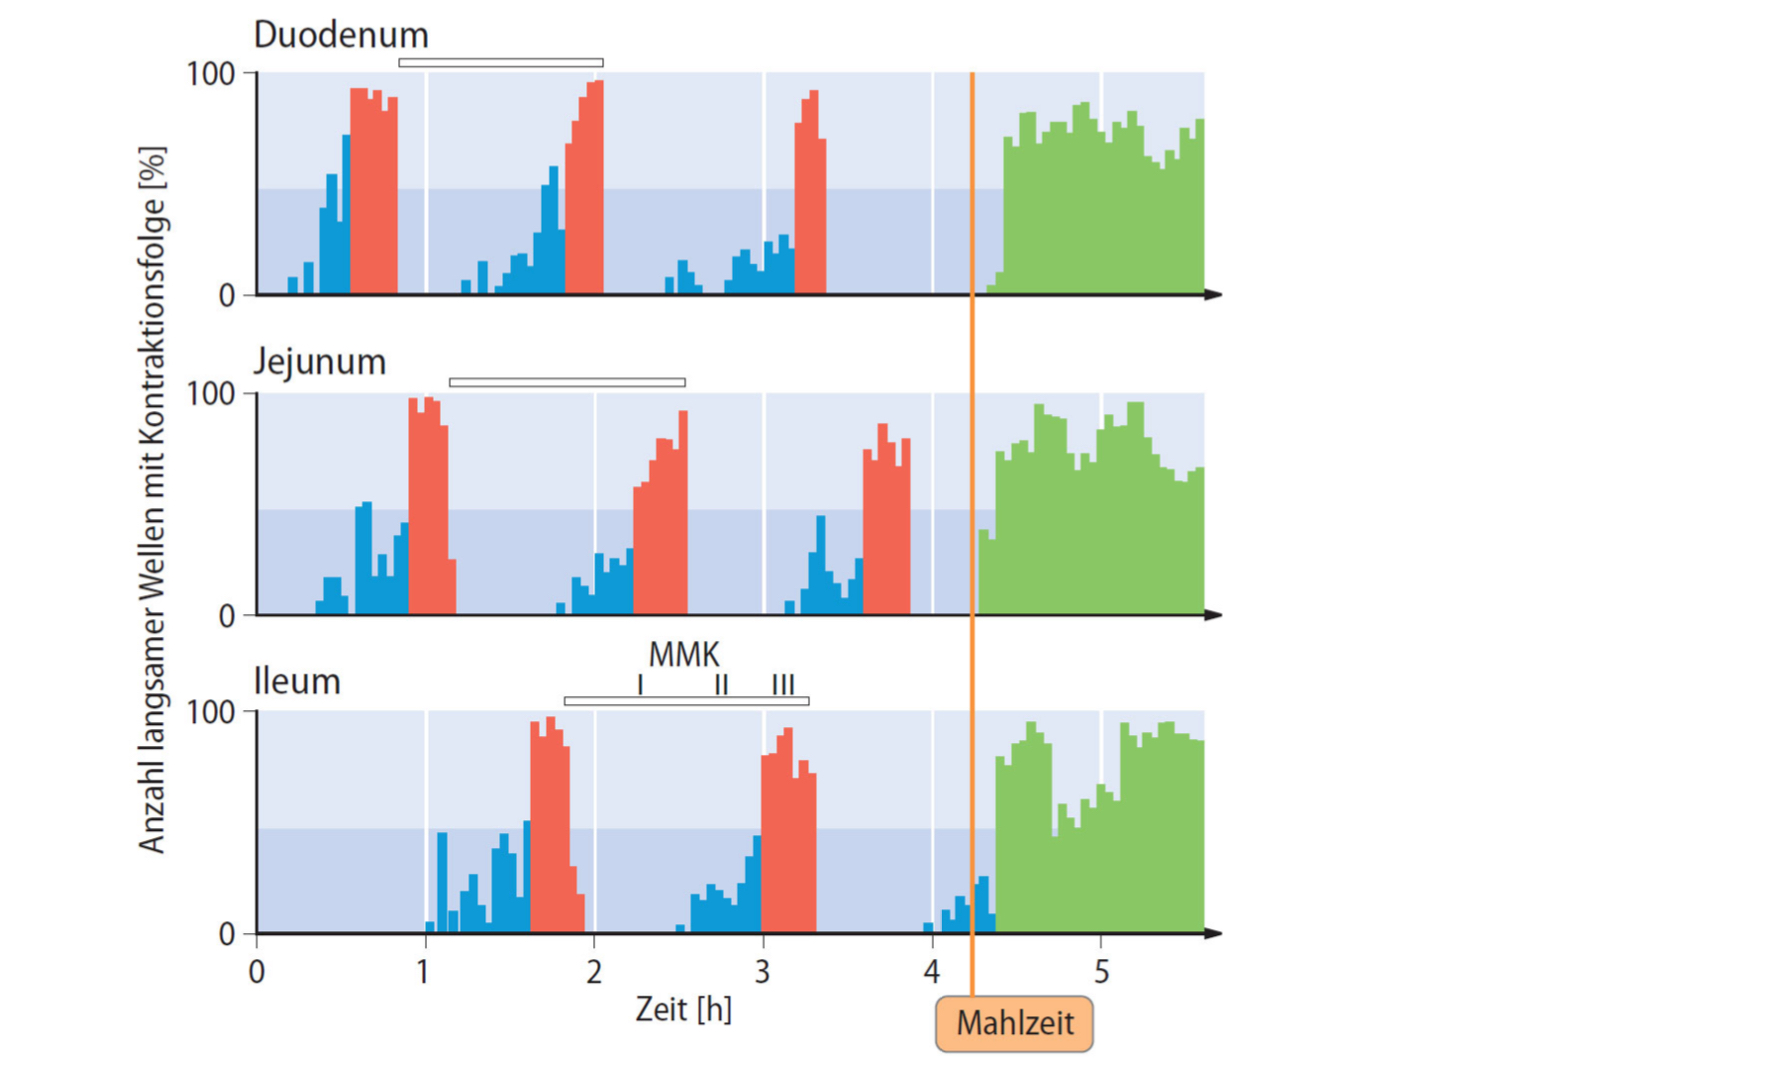 Duodenum
100
0
Anzahl langsamer Wellen mit Kontraktionsfolge [%]
Jejunum
100
0
MMK
Ileum
I II III
100
0
0 1 2 3 4 5
Zeit [h]
Mahlzeit